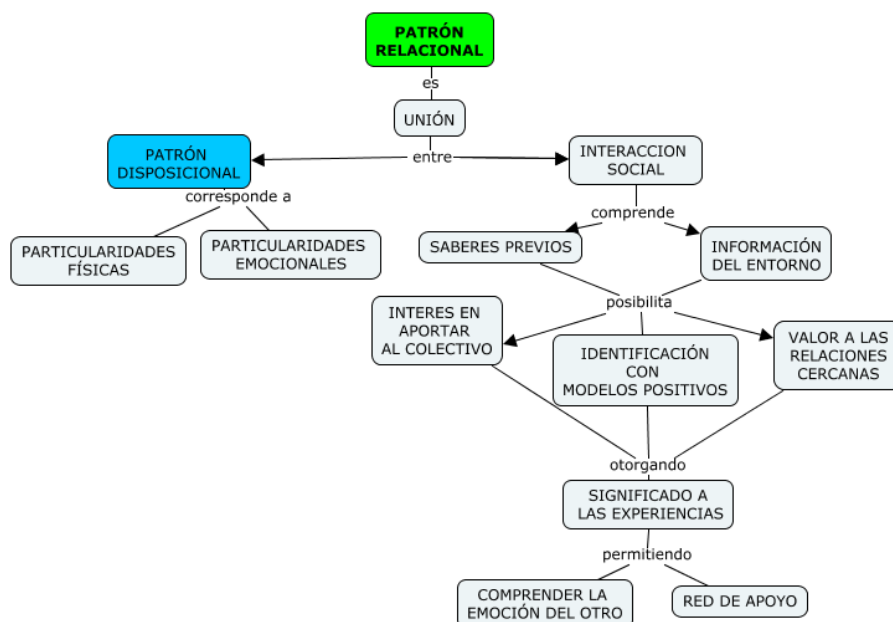 PATRÓN
RELACIONAL
es
UNIÓN
entre
PATRÓN
DISPOSICIONAL
INTERACCION
SOCIAL
corresponde a
comprende
PARTICULARIDADES
FÍSICAS
PARTICULARIDADES
EMOCIONALES
SABERES PREVIOS
INFORMACIÓN
DEL ENTORNO
posibilita
INTERES EN
APORTAR
AL COLECTIVO
IDENTIFICACIÓN
CON
MODELOS POSITIVOS
VALOR A LAS
RELACIONES
CERCANAS
otorgando
SIGNIFICADO A
LAS EXPERIENCIAS
permitiendo
COMPRENDER LA
EMOCIÓN DEL OTRO
RED DE APOYO